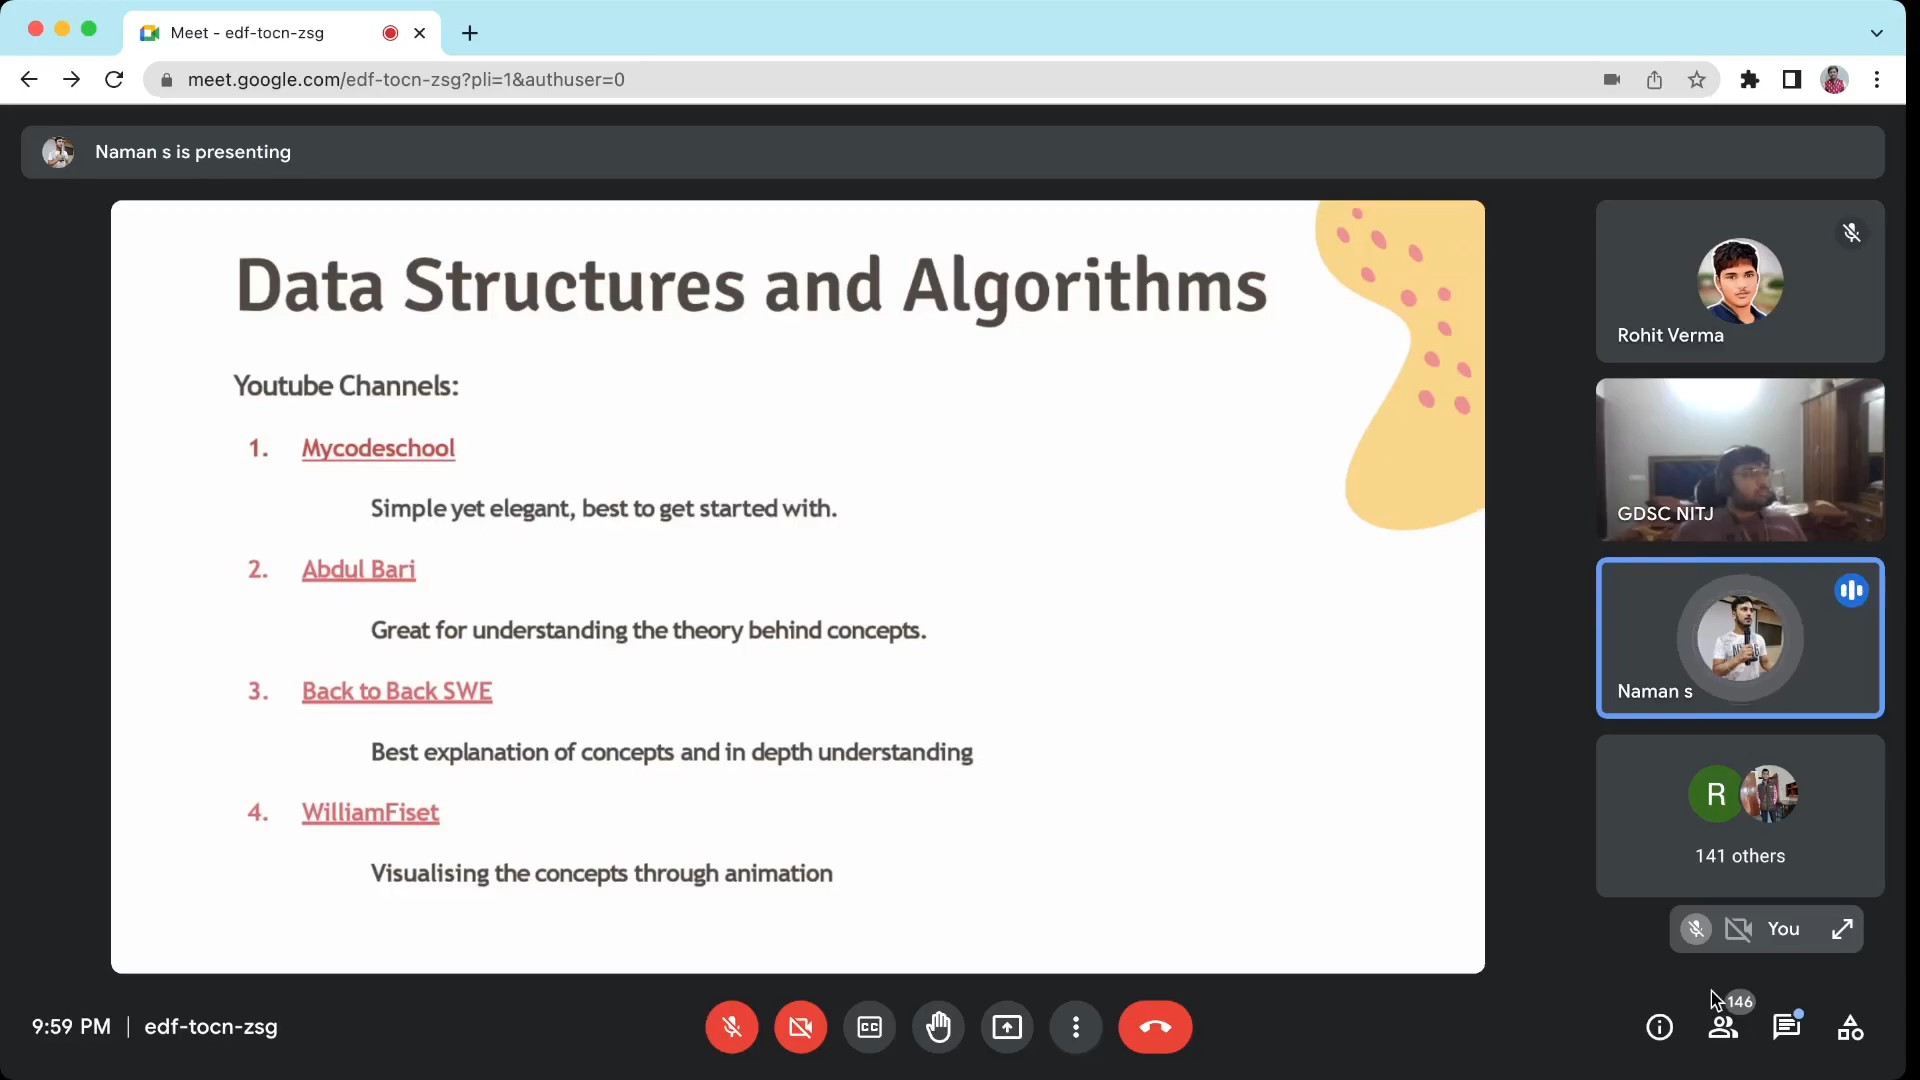 Meet - edf-tocn-zsg
meet.google.com/edf-tocn-zsg?pli=1&authuser=0
Naman s is presenting
Data Structures and Algorithms
Youtube Channels:
1. Mycodeschool
Simple yet elegant, best to get started with.
2. Abdul Bari
Great for understanding the theory behind concepts.
3. Back to Back SWE
Best explanation of concepts and in depth understanding
4. WilliamFiset
Visualising the concepts through animation
Rohit Verma
GDSC NITJ
Naman s
R
141 others
You
9:59 PM | edf-tocn-zsg
CC
146